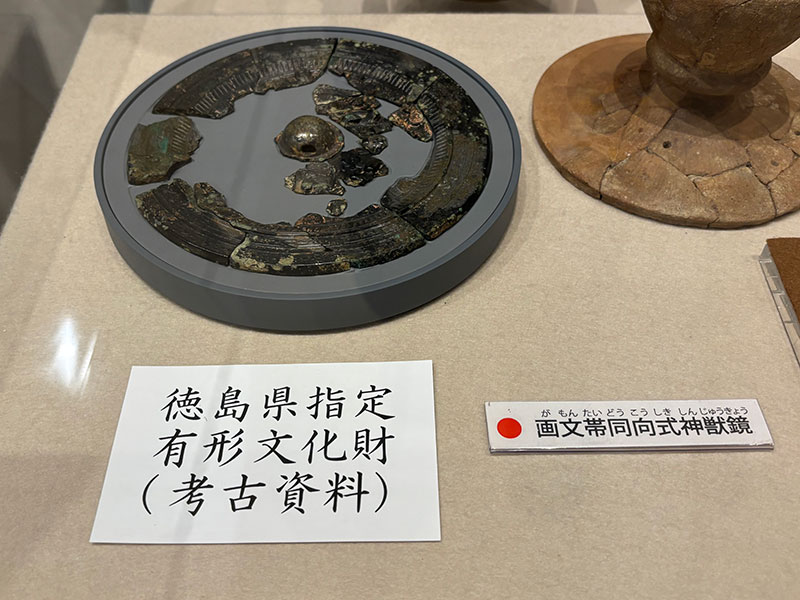 徳島県指定
有形文化財
(考古資料)
が もん たい どう こう しき しん じゅう きょう
画文帯同向式神獣鏡